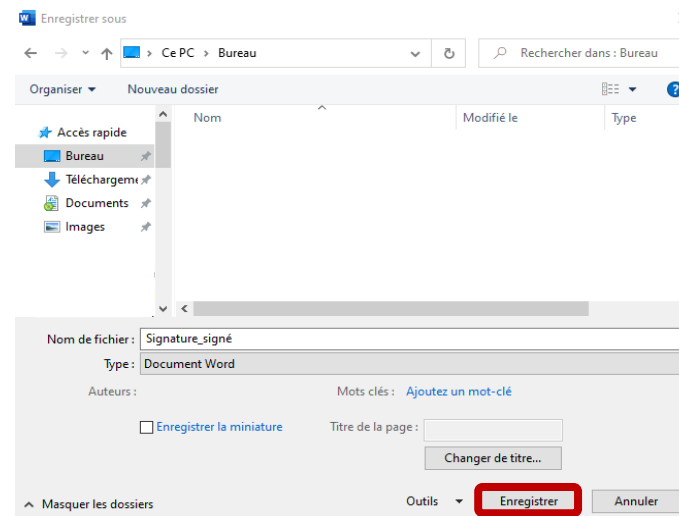 Enregistrer sous
Ce PC > Bureau
Rechercher dans : Bureau
Organiser
Nouveau dossier
Nom
Modifié le
Type
Accès rapide
Bureau
Téléchargeme
Documents
Images
Nom de fichier : Signature_signé
Type : Document Word
Auteurs :
Mots clés : Ajoutez un mot-clé
Enregistrer la miniature
Titre de la page :
Changer de titre...
Masquer les dossiers
Outils
Enregistrer
Annuler